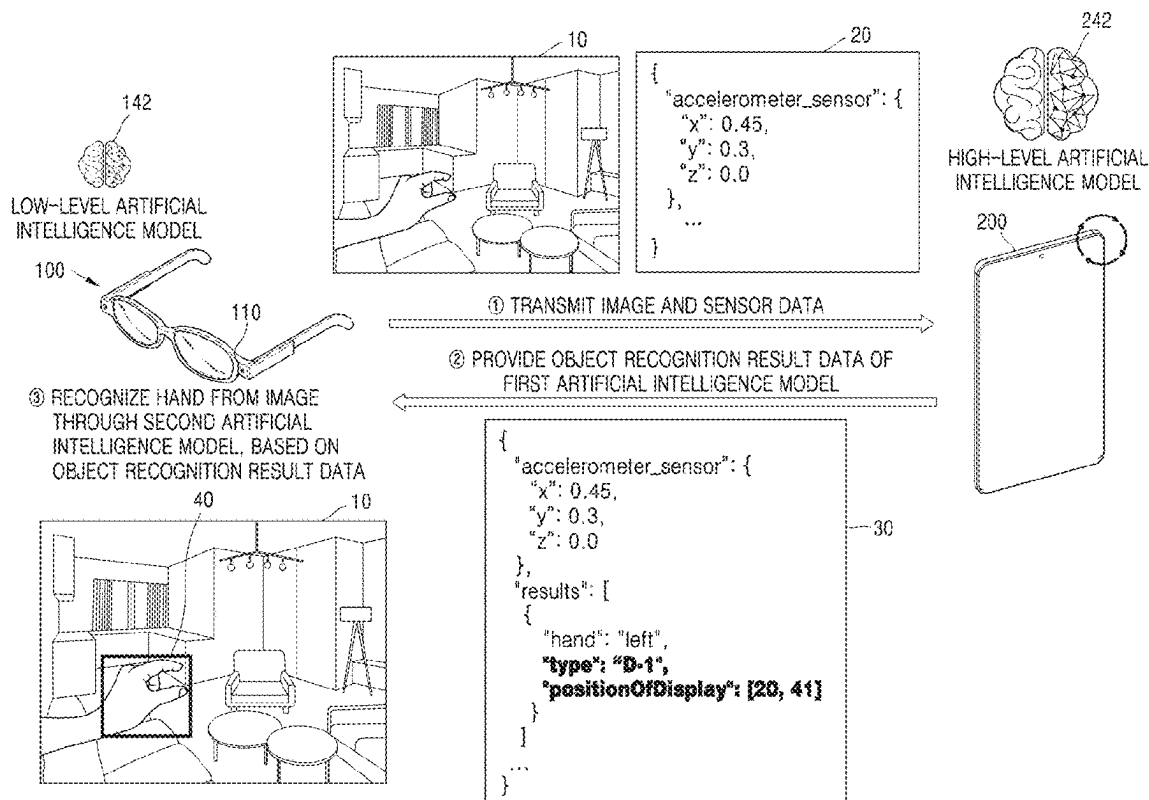 142
LOW-LEVEL ARTIFICIAL
INTELLIGENCE MODEL
100
110
10
20
{
"accelerometer_sensor": {
"x": 0.45,
"y": 0.3,
"z": 0.0
},
...
}
242
HIGH-LEVEL ARTIFICIAL
INTELLIGENCE MODEL
200
① TRANSMIT IMAGE AND SENSOR DATA
② PROVIDE OBJECT RECOGNITION RESULT DATA OF
FIRST ARTIFICIAL INTELLIGENCE MODEL
③ RECOGNIZE HAND FROM IMAGE
THROUGH SECOND ARTIFICIAL
INTELLIGENCE MODEL, BASED ON
OBJECT RECOGNITION RESULT DATA
40
10
{
"accelerometer_sensor": {
"x": 0.45,
"y": 0.3,
"z": 0.0
},
"results": [
{
"hand": "left",
"type": "D-1",
"positionOfDisplay": [20, 41]
}
]
...
}
30